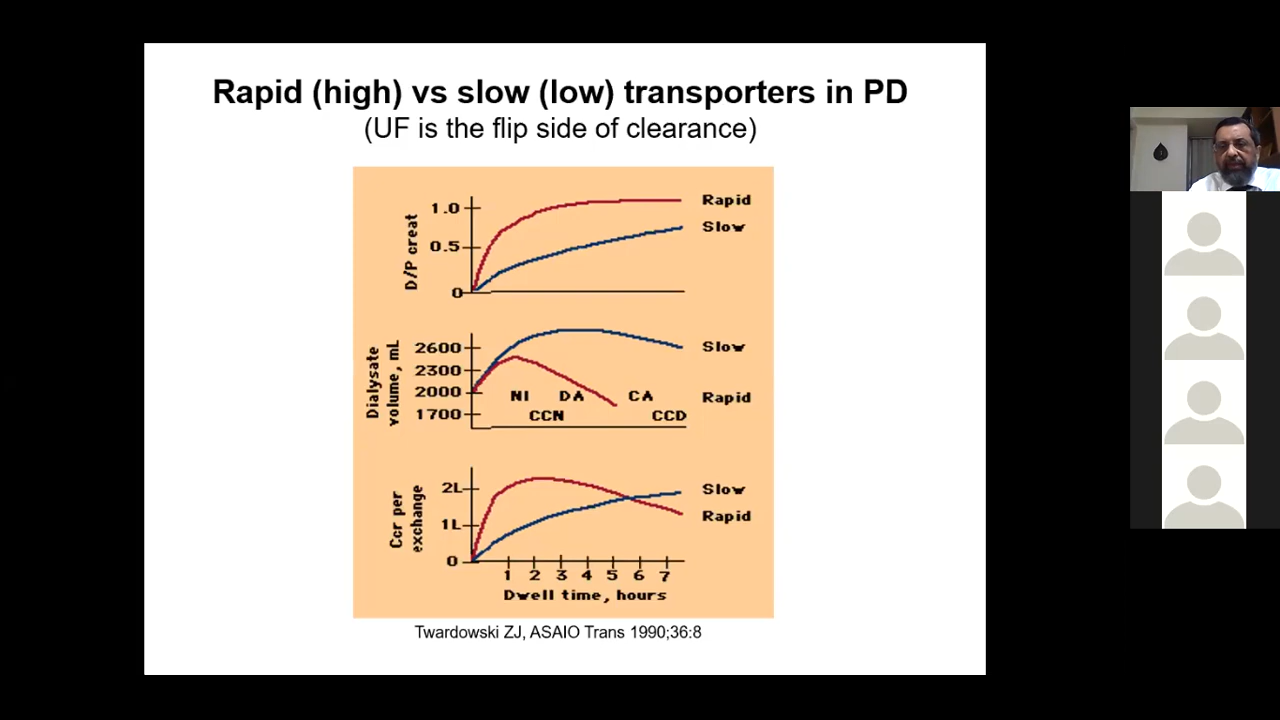 Rapid (high) vs slow (low) transporters in PD
(UF is the flip side of clearance)
D/P creat
1.0
0.5
0
Rapid
Slow
Dialysate
volume, mL
2600
2300
2000
1700
Slow
NI DA CA Rapid
CCN CCD
Ccr per
exchange
2L
1L
0
Slow
Rapid
1 2 3 4 5 6 7
Dwell time, hours
Twardowski ZJ, ASAIO Trans 1990;36:8